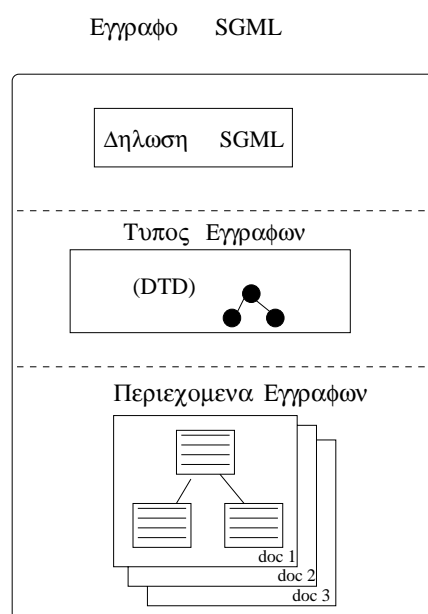 Εγγραφο SGML
Δηλωση SGML
Τυπος Εγγραφων
(DTD)
Περιεχομενα Εγγραφων
doc 1
doc 2
doc 3